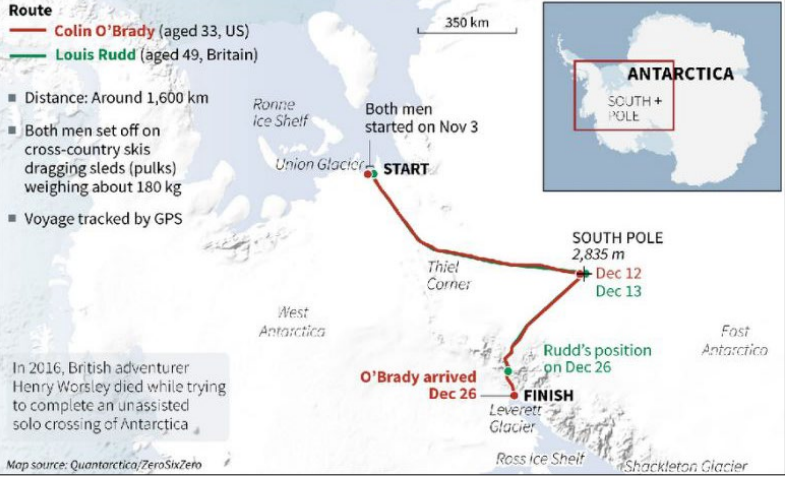 Route
Colin O'Brady (aged 33, US)
Louis Rudd (aged 49, Britain)
Distance: Around 1,600 km
Both men set off on
cross-country skis
dragging sleds (pulks)
weighing about 180 kg
Voyage tracked by GPS
350 km
ANTARCTICA
SOUTH +
POLE
Ronne
Ice Shelf
Both men
started on Nov 3
Union Glacier
START
SOUTH POLE
2,835 m
Dec 12
Dec 13
Thiel
Corner
West
Antarctica
East
Antarctica
Rudd's position
on Dec 26
O'Brady arrived
Dec 26
FINISH
Leverett
Glacier
Ross Ice Shelf
Shackleton Glacier
In 2016, British adventurer
Henry Worsley died while trying
to complete an unassisted
solo crossing of Antarctica
Map source: Quantarctica/ZeroSixZero